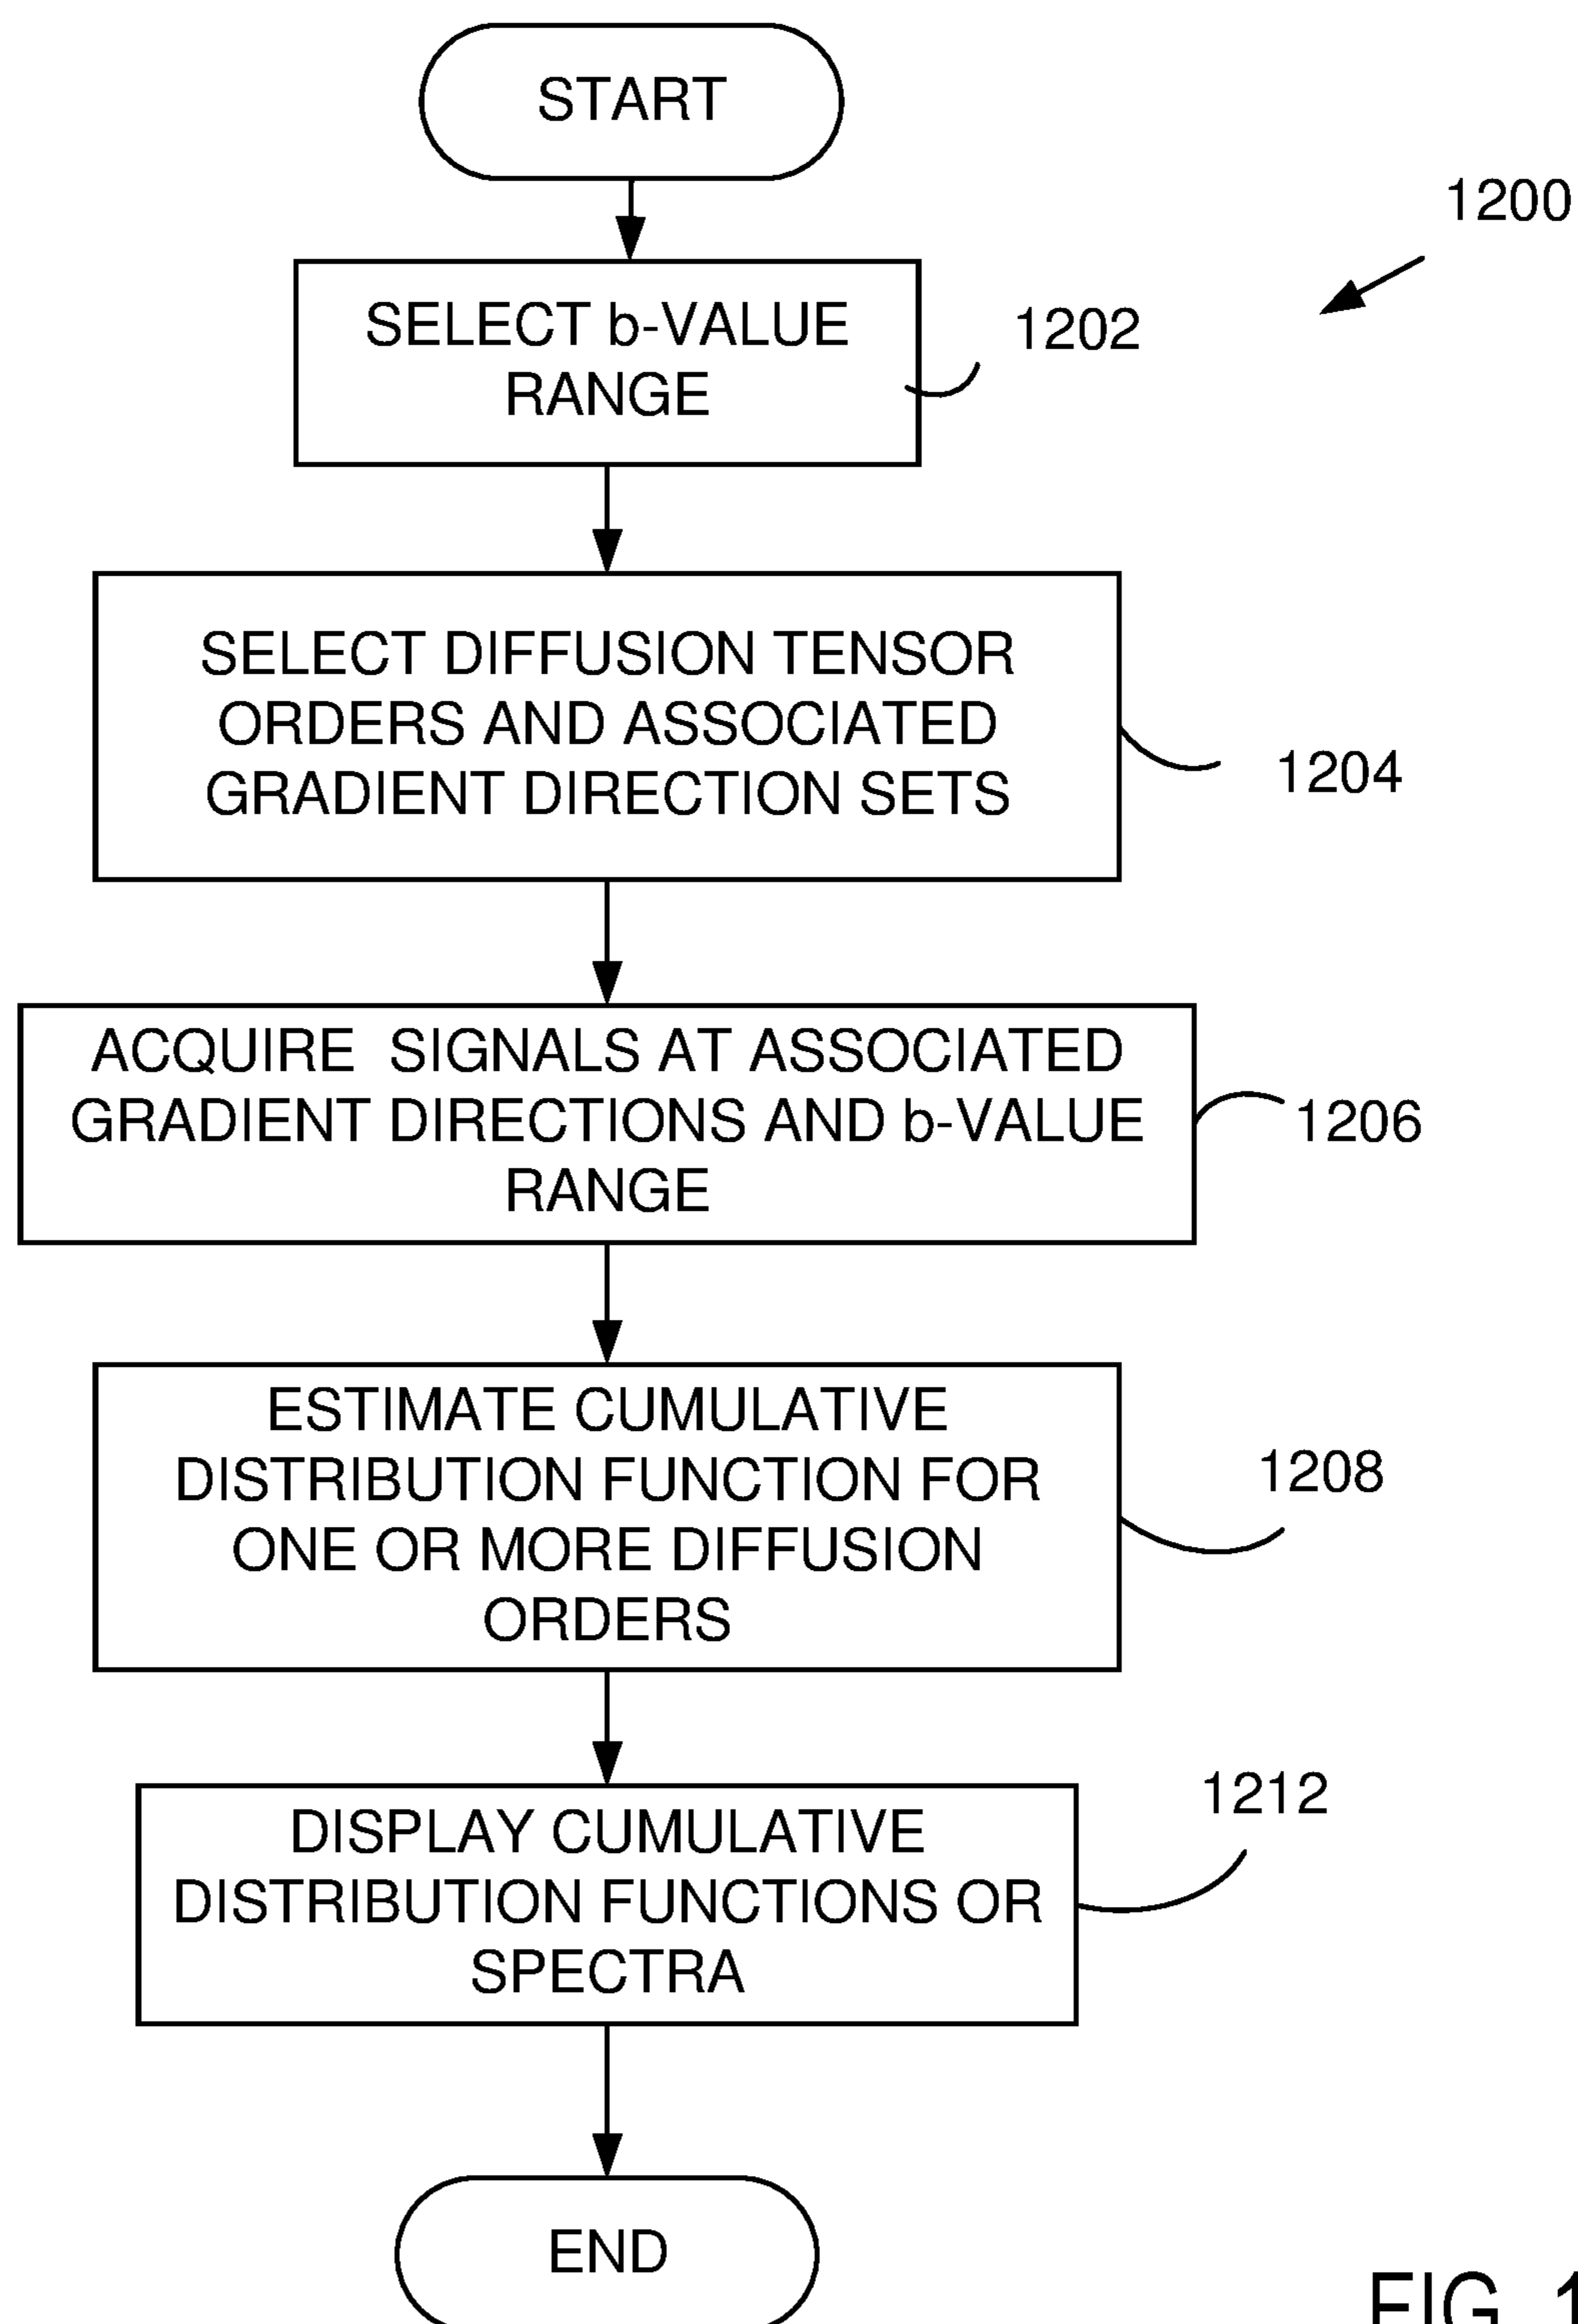 START
1200
SELECT b-VALUE
RANGE
1202
SELECT DIFFUSION TENSOR
ORDERS AND ASSOCIATED
GRADIENT DIRECTION SETS
1204
ACQUIRE SIGNALS AT ASSOCIATED
GRADIENT DIRECTIONS AND b-VALUE
RANGE
1206
ESTIMATE CUMULATIVE
DISTRIBUTION FUNCTION FOR
ONE OR MORE DIFFUSION
ORDERS
1208
DISPLAY CUMULATIVE
DISTRIBUTION FUNCTIONS OR
SPECTRA
1212
END
FIG.